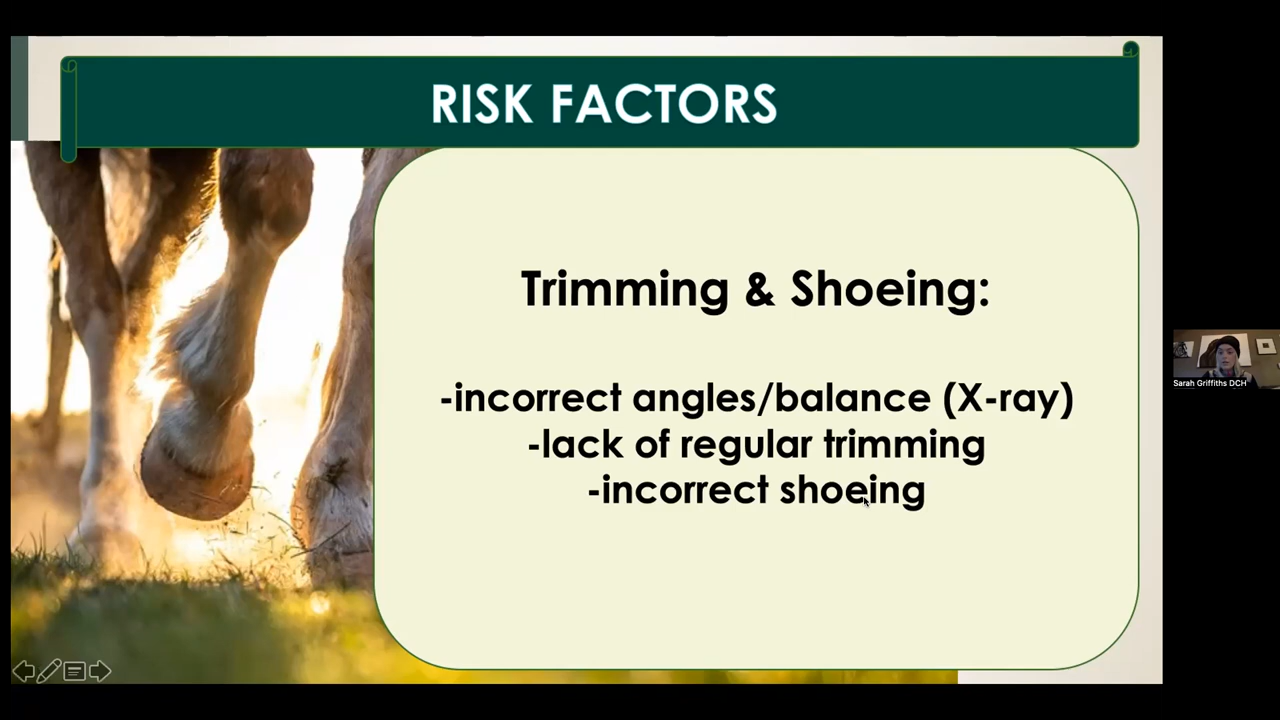 RISK FACTORS
Trimming & Shoeing:
-incorrect angles/balance (X-ray)
-lack of regular trimming
-incorrect shoeing
Sarah Griffiths DCH